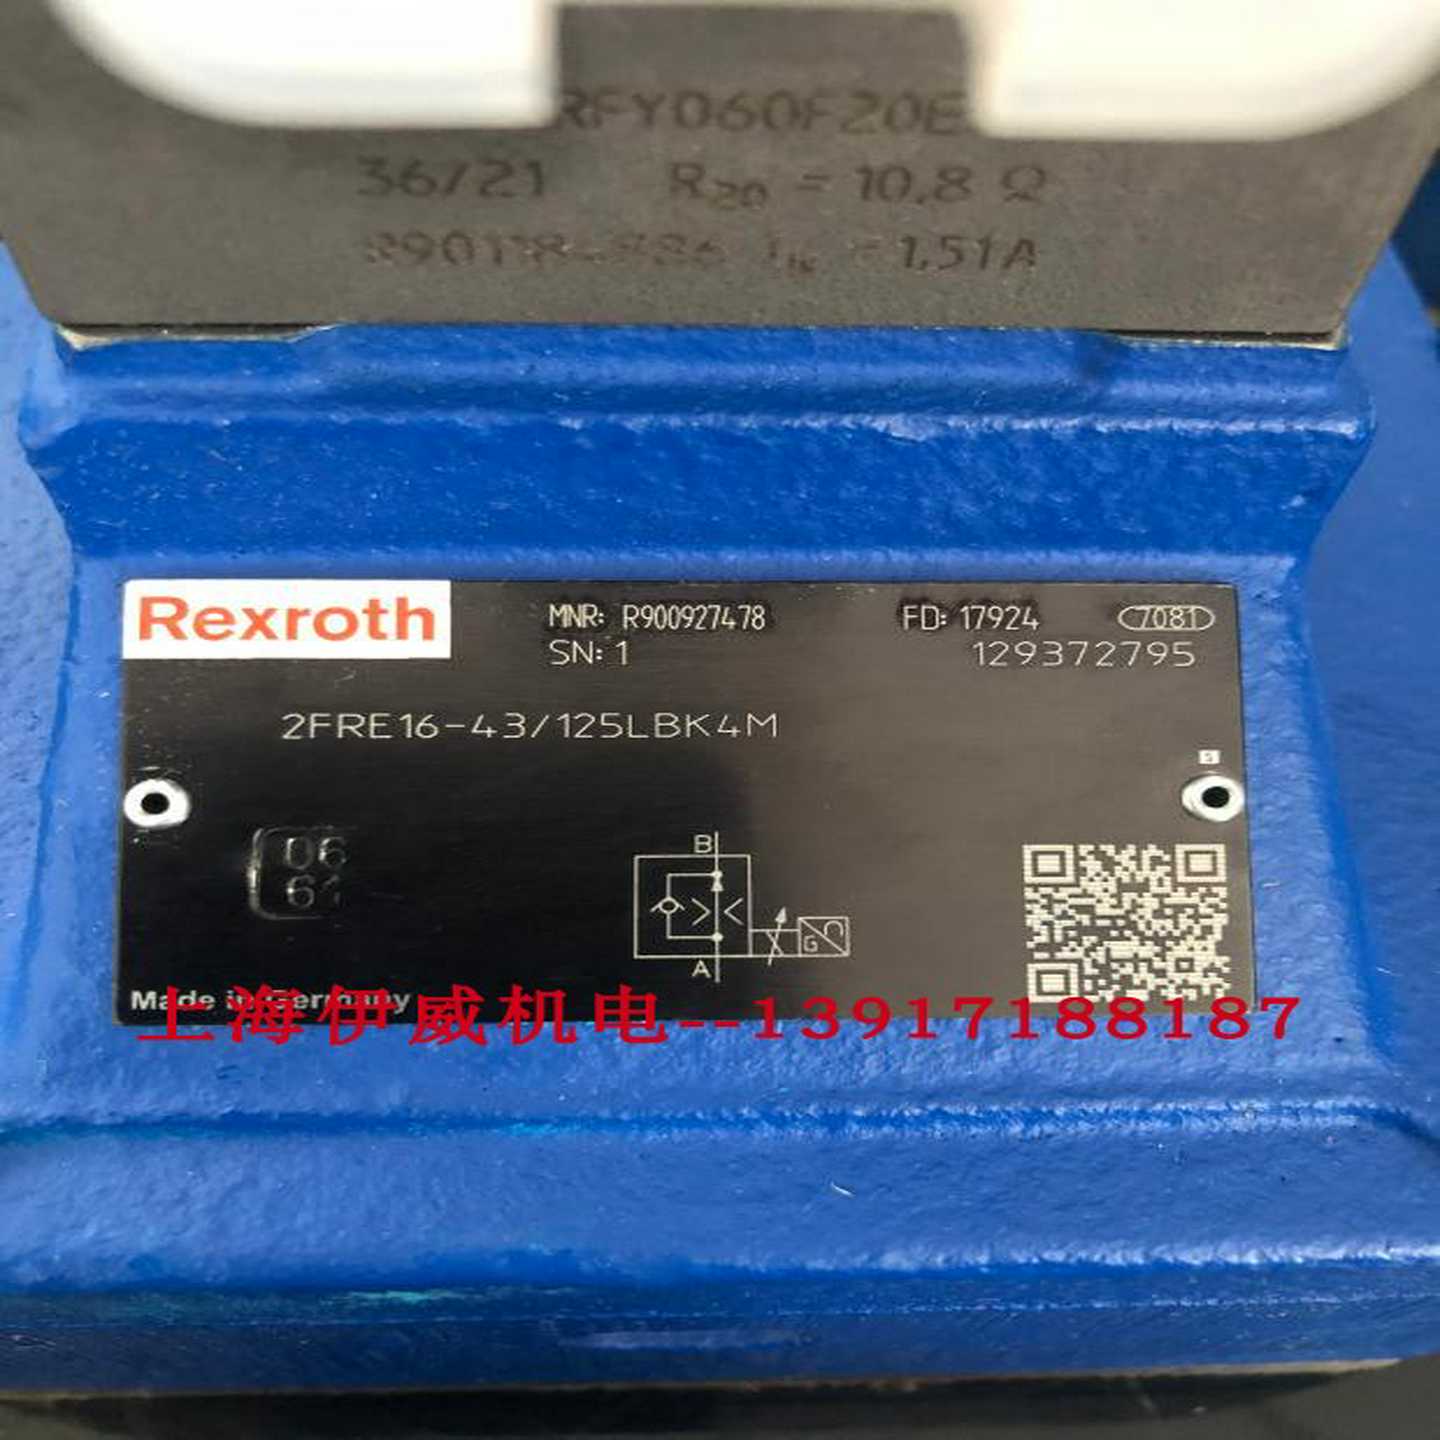 RFY060F20E
36/21 R20 = 10,8 Ω
= 1,51A
Rexroth
MNR: R900927478
FD: 17924
7081
SN: 1
129372795
2FRE16-43/125LBK4M
S
06
B
G
A
Made in Germany
上海伊威机电--13917188187